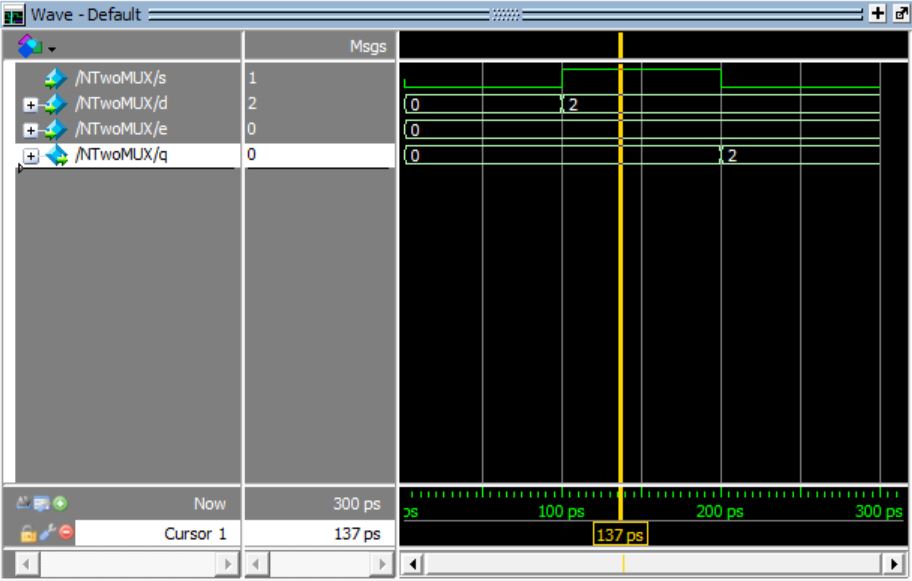 Wave - Default
Msgs
/NTwoMUX/s 1
/NTwoMUX/d 2 0 2
/NTwoMUX/e 0 0
/NTwoMUX/q 0 0 2
Now 300 ps ps 100 ps 200 ps 300 ps
Cursor 1 137 ps 137 ps